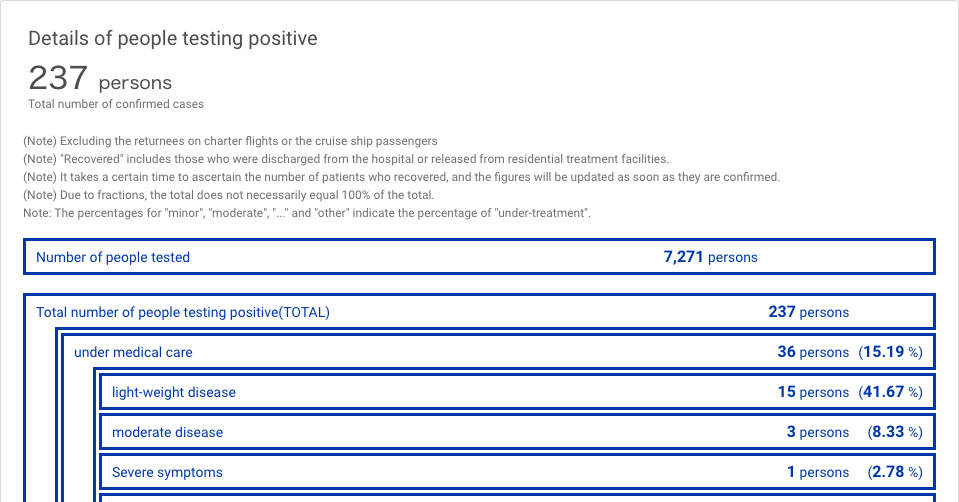 Details of people testing positive
237 persons
Total number of confirmed cases
(Note) Excluding the returnees on charter flights or the cruise ship passengers
(Note) "Recovered" includes those who were discharged from the hospital or released from residential treatment facilities.
(Note) It takes a certain time to ascertain the number of patients who recovered, and the figures will be updated as soon as they are confirmed.
(Note) Due to fractions, the total does not necessarily equal 100% of the total.
Note: The percentages for "minor", "moderate", "..." and "other" indicate the percentage of "under-treatment".
Number of people tested 7,271 persons
Total number of people testing positive(TOTAL) 237 persons
under medical care 36 persons (15.19 %)
light-weight disease 15 persons (41.67 %)
moderate disease 3 persons (8.33 %)
Severe symptoms 1 persons (2.78 %)